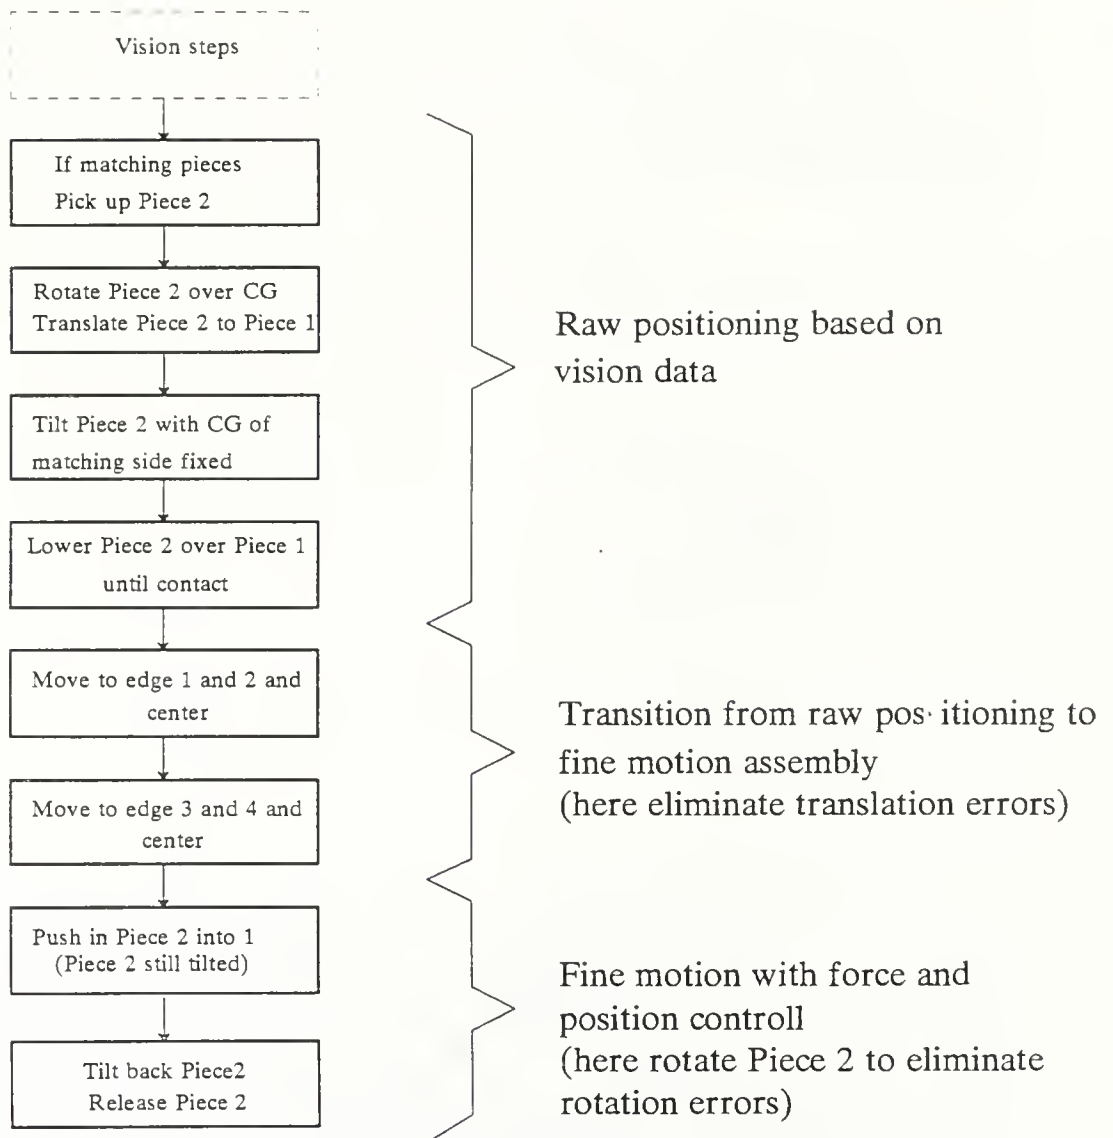 Vision steps
If matching pieces
Pick up Piece 2
Rotate Piece 2 over CG
Translate Piece 2 to Piece 1
Tilt Piece 2 with CG of
matching side fixed
Lower Piece 2 over Piece 1
until contact
Move to edge 1 and 2 and
center
Move to edge 3 and 4 and
center
Push in Piece 2 into 1
(Piece 2 still tilted)
Tilt back Piece2
Release Piece 2
Raw positioning based on
vision data
Transition from raw pos· itioning to
fine motion assembly
(here eliminate translation errors)
Fine motion with force and
position controll
(here rotate Piece 2 to eliminate
rotation errors)